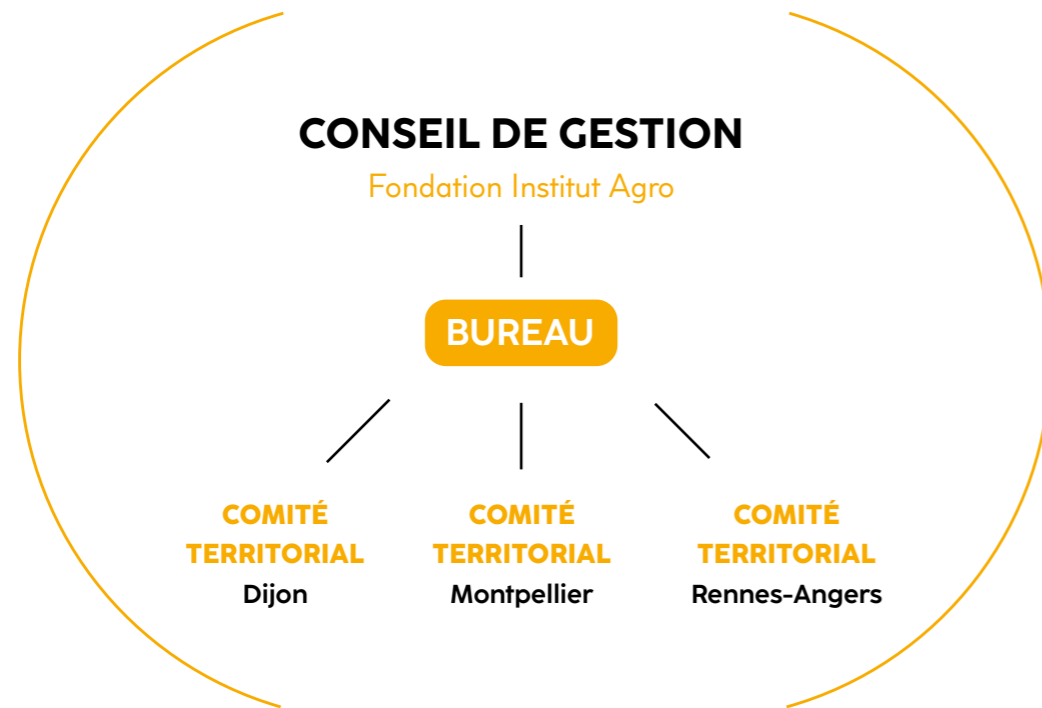 CONSEIL DE GESTION
Fondation Institut Agro
BUREAU
COMITÉ
TERRITORIAL
Dijon
COMITÉ
TERRITORIAL
Montpellier
COMITÉ
TERRITORIAL
Rennes-Angers